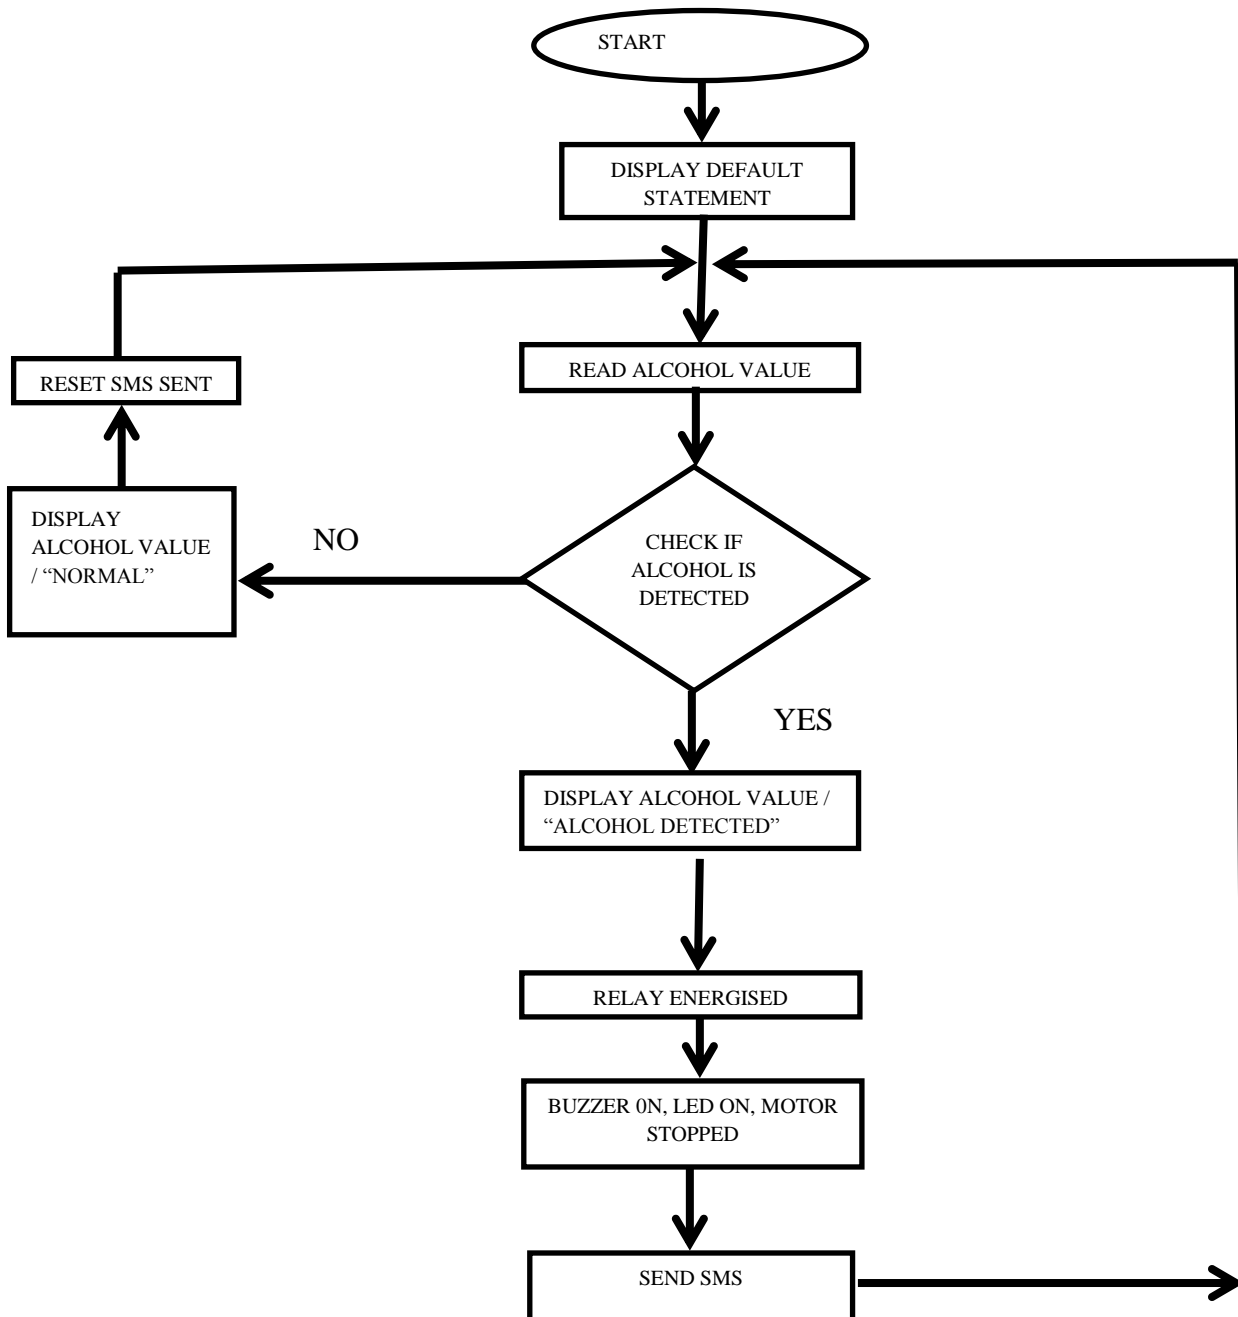 START
DISPLAY DEFAULT
STATEMENT
READ ALCOHOL VALUE
RESET SMS SENT
DISPLAY
ALCOHOL VALUE
/ “NORMAL”
NO
CHECK IF
ALCOHOL IS
DETECTED
YES
DISPLAY ALCOHOL VALUE /
“ALCOHOL DETECTED”
RELAY ENERGISED
BUZZER 0N, LED ON, MOTOR
STOPPED
SEND SMS